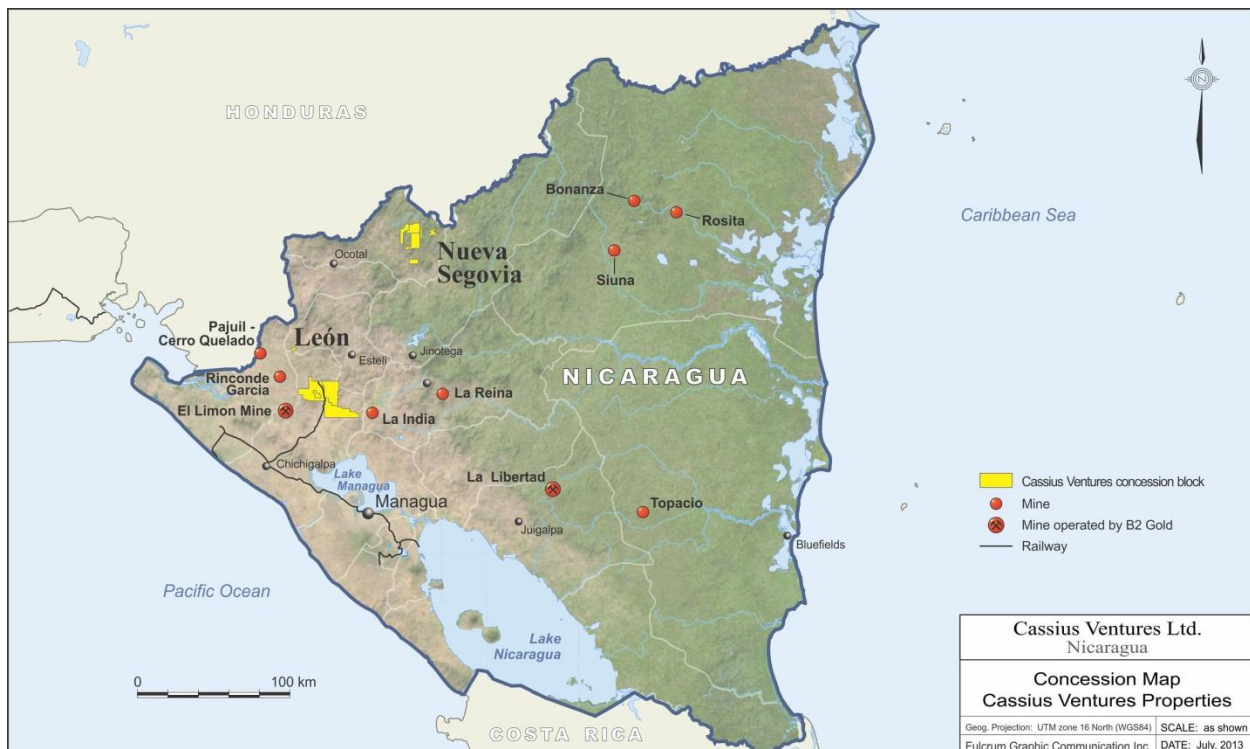 HONDURAS
N
Caribbean Sea
Bonanza
Rosita
Siuna
Nueva
Segovia
Ocotal
Pajuil -
Cerro Quelado
León
Esteli
Jinotega
NICARAGUA
Rinconde
Garcia
La Reina
El Limon Mine
La India
Chichigalpa
Lake
Managua
Managua
La Libertad
Topacio
Juigalpa
Bluefields
Pacific Ocean
Lake
Nicaragua
COSTA RICA
0 100 km
Cassius Ventures concession block
Mine
Mine operated by B2 Gold
Railway
Cassius Ventures Ltd.
Nicaragua
Concession Map
Cassius Ventures Properties
Geog. Projection: UTM zone 16 North (WGS84)
SCALE: as shown
Fulcrum Graphic Communication Inc.
DATE: July, 2013